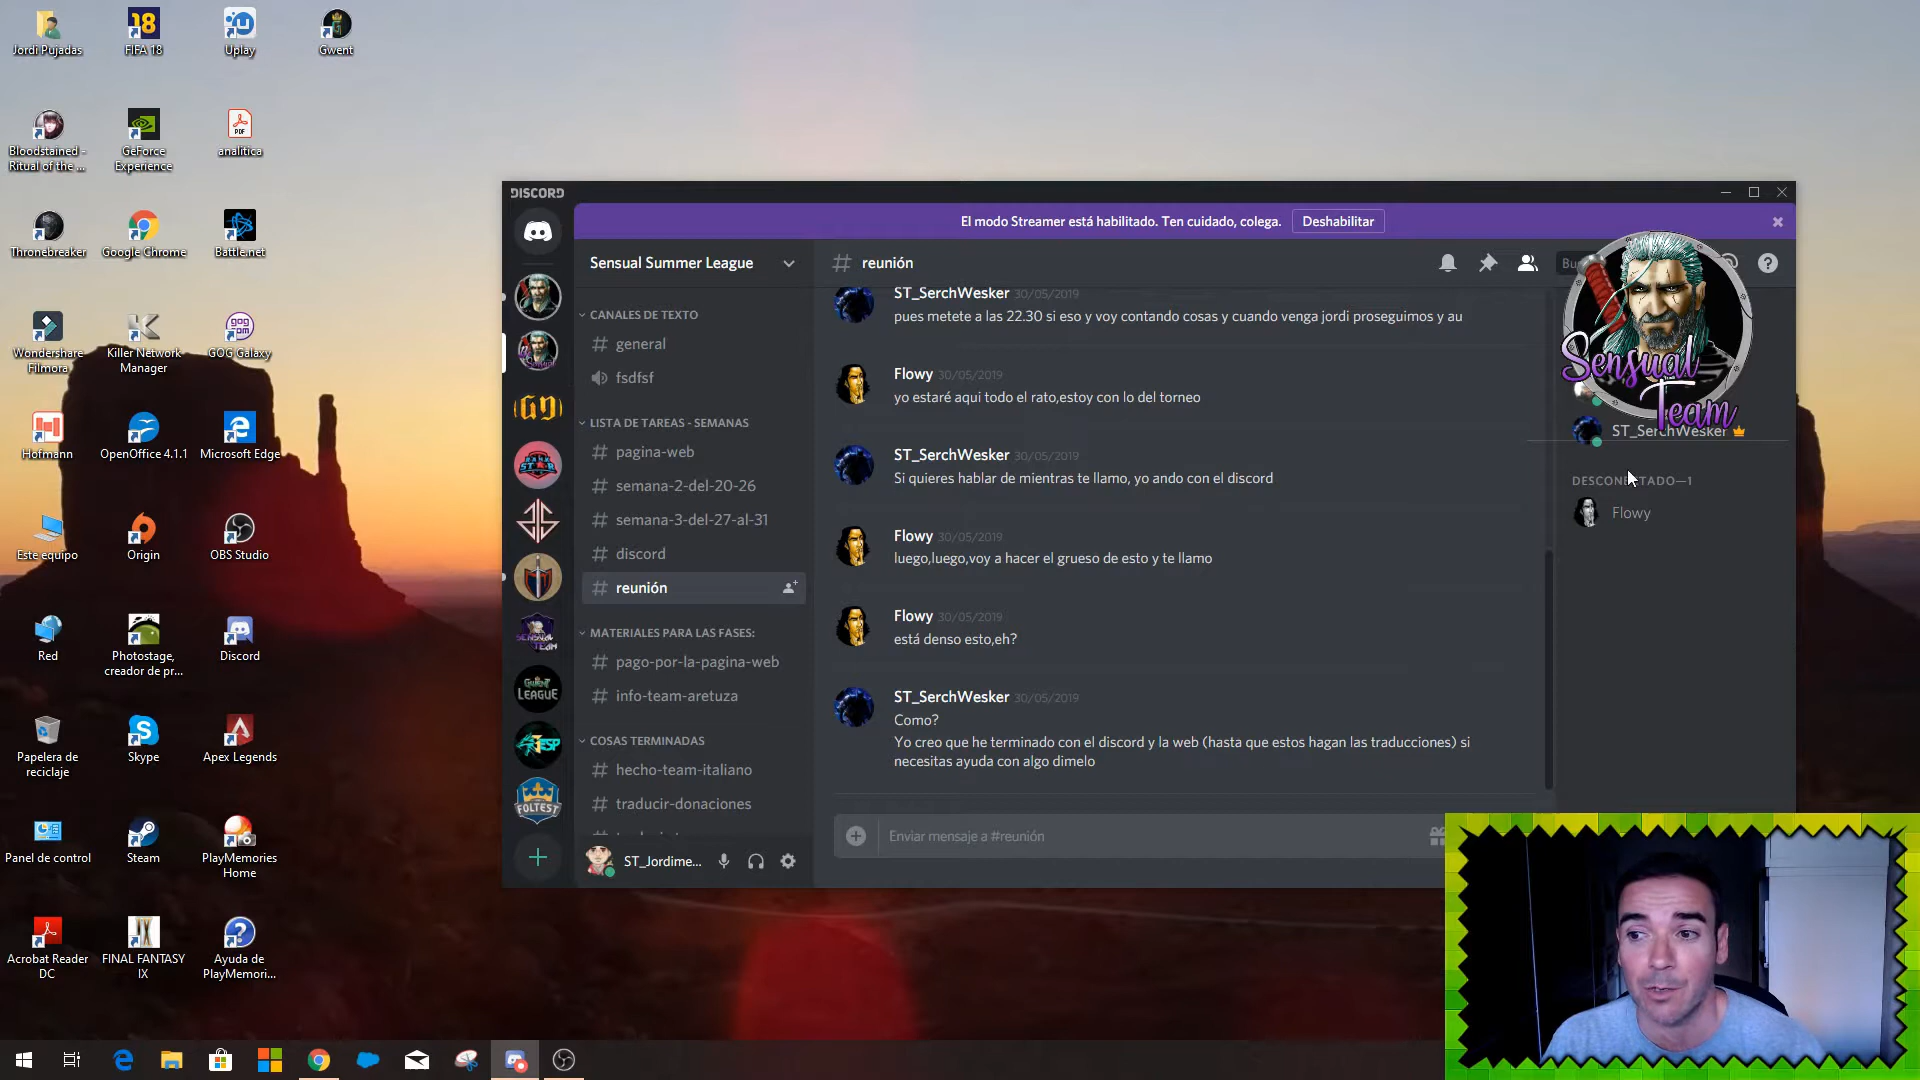 Jordi Pujadas
FIFA 18
Uplay
Gwent
Bloodstained -
Ritual of the ...
GeForce
Experience
analitica
Thronebreaker
Google Chrome
Battle.net
Wondershare
Filmora
Killer Network
Manager
GOG Galaxy
Hofmann
OpenOffice 4.1.1
Microsoft Edge
Este equipo
Origin
OBS Studio
Red
Photostage,
creador de pr...
Discord
Papelera de
reciclaje
Skype
Apex Legends
Panel de control
Steam
PlayMemories
Home
Acrobat Reader
DC
FINAL FANTASY
IX
Ayuda de
PlayMemori...
DISCORD
El modo Streamer está habilitado. Ten cuidado, colega.
Deshabilitar
Sensual Summer League
CANALES DE TEXTO
general
fsdfsf
LISTA DE TAREAS - SEMANAS
pagina-web
semana-2-del-20-26
semana-3-del-27-al-31
discord
reunión
MATERIALES PARA LAS FASES:
pago-por-la-pagina-web
info-team-aretuza
COSAS TERMINADAS
hecho-team-italiano
traducir-donaciones
ST_Jordime...
# reunión
ST_SerchWesker 30/05/2019
pues metete a las 22.30 si eso y voy contando cosas y cuando venga jordi proseguimos y au
Flowy 30/05/2019
yo estaré aqui todo el rato,estoy con lo del torneo
ST_SerchWesker 30/05/2019
Si quieres hablar de mientras te llamo, yo ando con el discord
Flowy 30/05/2019
luego,luego,voy a hacer el grueso de esto y te llamo
Flowy 30/05/2019
está denso esto,eh?
ST_SerchWesker 30/05/2019
Como?
Yo creo que he terminado con el discord y la web (hasta que estos hagan las traducciones) si
necesitas ayuda con algo dimelo
Enviar mensaje a #reunión
Sensual
Team
ST_SerchWesker
DESCONECTADO—1
Flowy
GWENT
LEAGUE
ESP
FOLTEST